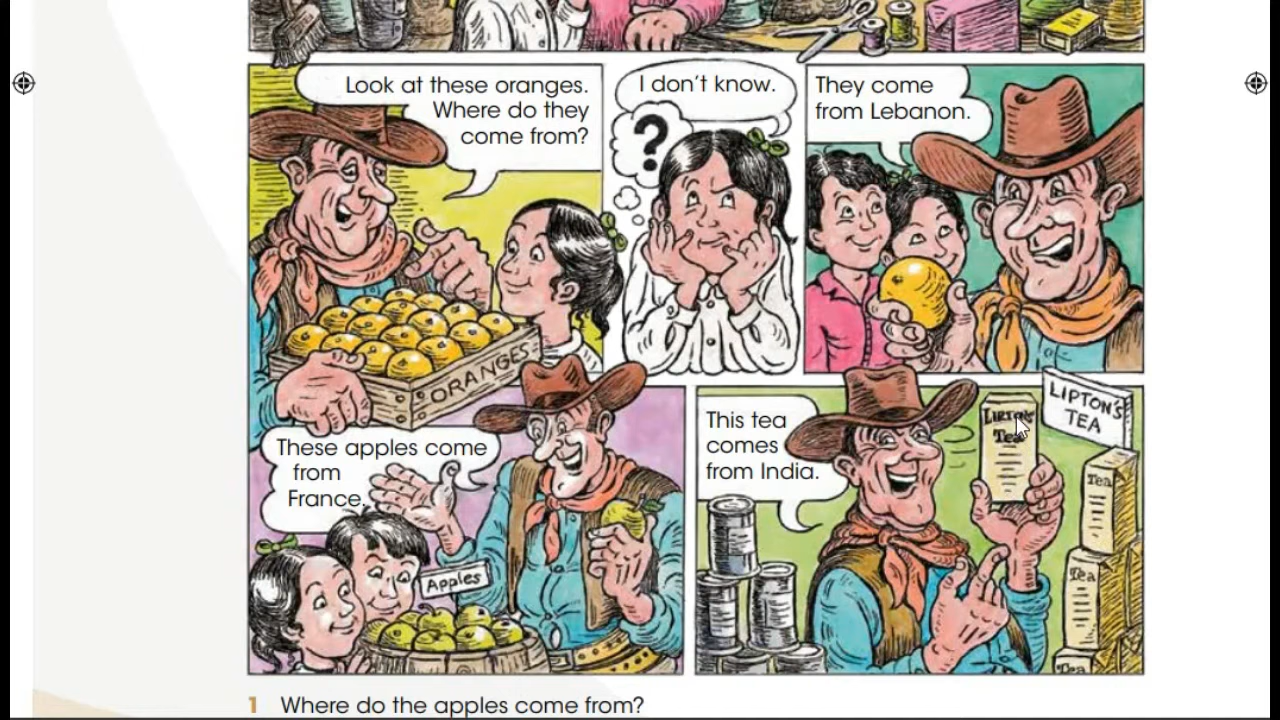 Look at these oranges.
Where do they
come from?
I don't know.
?
They come
from Lebanon.
ORANGES
These apples come
from
France.
Apples
This tea
comes
from India.
LIPTON'S
Tea
LIPTON'S
TEA
Tea
Tea
Tea
1 Where do the apples come from?